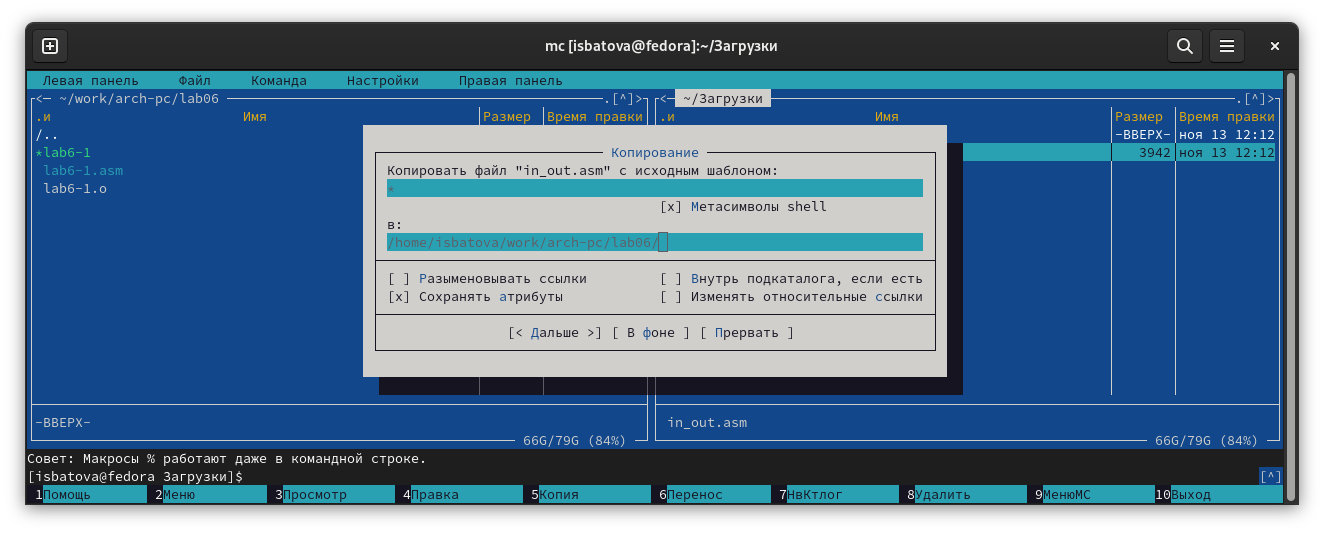 mc [isbatova@fedora]:~/Загрузки
Левая панель Файл Команда Настройки Правая панель
<─ ~/work/arch-pc/lab06 .[^]> <─ ~/Загрузки .[^]>
.и Имя Размер Время правки .и Имя Размер Время правки
/.. -ВВЕРХ- ноя 13 12:12
*lab6-1 3942 ноя 13 12:12
lab6-1.asm
lab6-1.o
Копирование
Копировать файл "in_out.asm" с исходным шаблоном:
*
[x] Метасимволы shell
в:
/home/isbatova/work/arch-pc/lab06/
[ ] Разыменовывать ссылки [ ] Внутрь подкаталога, если есть
[x] Сохранять атрибуты [ ] Изменять относительные ссылки
[< Дальше >] [ В фоне ] [ Прервать ]
-ВВЕРХ- in_out.asm
66G/79G (84%) 66G/79G (84%)
Совет: Макросы % работают даже в командной строке.
[isbatova@fedora Загрузки]$ [^]
1Помощь 2Меню 3Просмотр 4Правка 5Копия 6Перенос 7НвКтлог 8Удалить 9МенюМС 10Выход